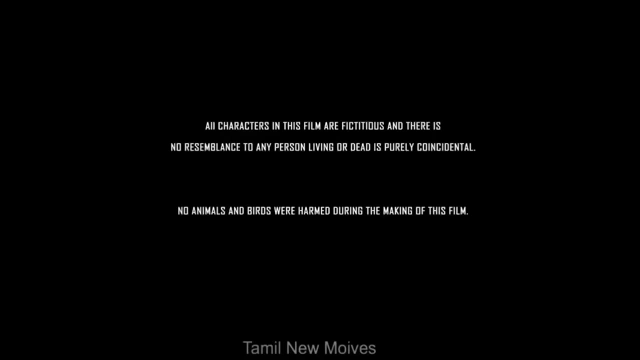 All CHARACTERS IN THIS FILM ARE FICTITIOUS AND THERE IS
NO RESEMBLANCE TO ANY PERSON LIVING OR DEAD IS PURELY COINCIDENTAL.
NO ANIMALS AND BIRDS WERE HARMED DURING THE MAKING OF THIS FILM.
Tamil New Moives